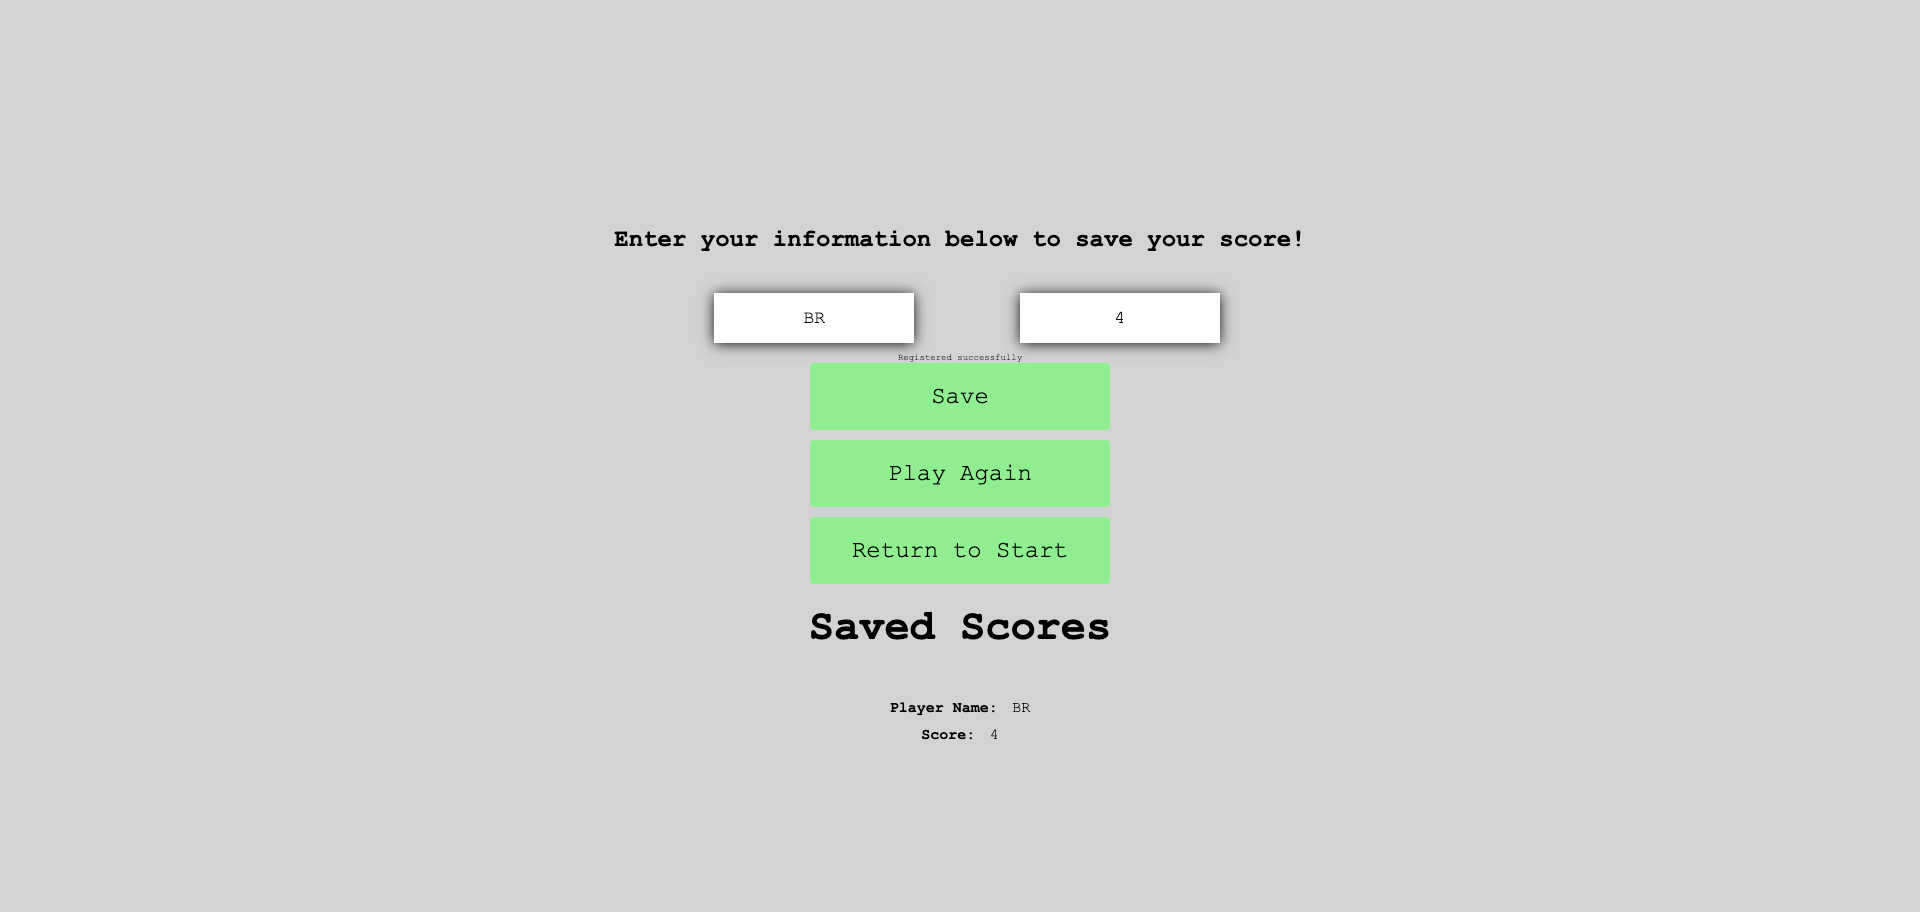 Enter your information below to save your score!
BR 4
Registered successfully
Save
Play Again
Return to Start
Saved Scores
Player Name: BR
Score: 4